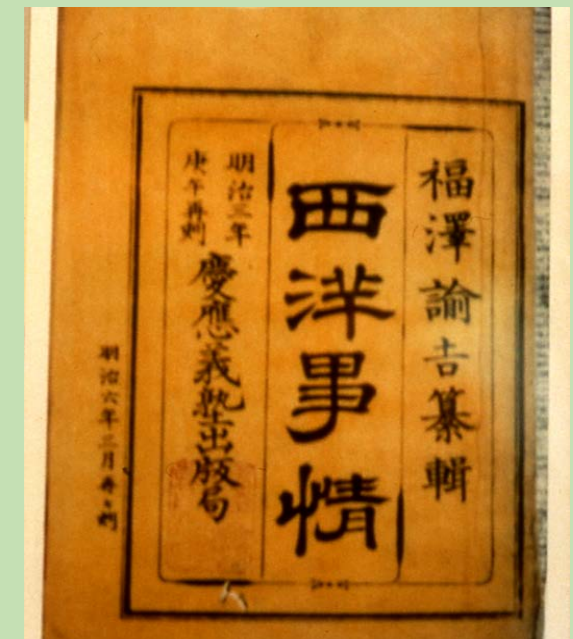 福澤諭吉纂輯
西洋事情
明治三年
庚午再刻
慶應義塾出版局
明治六年三月再々刻